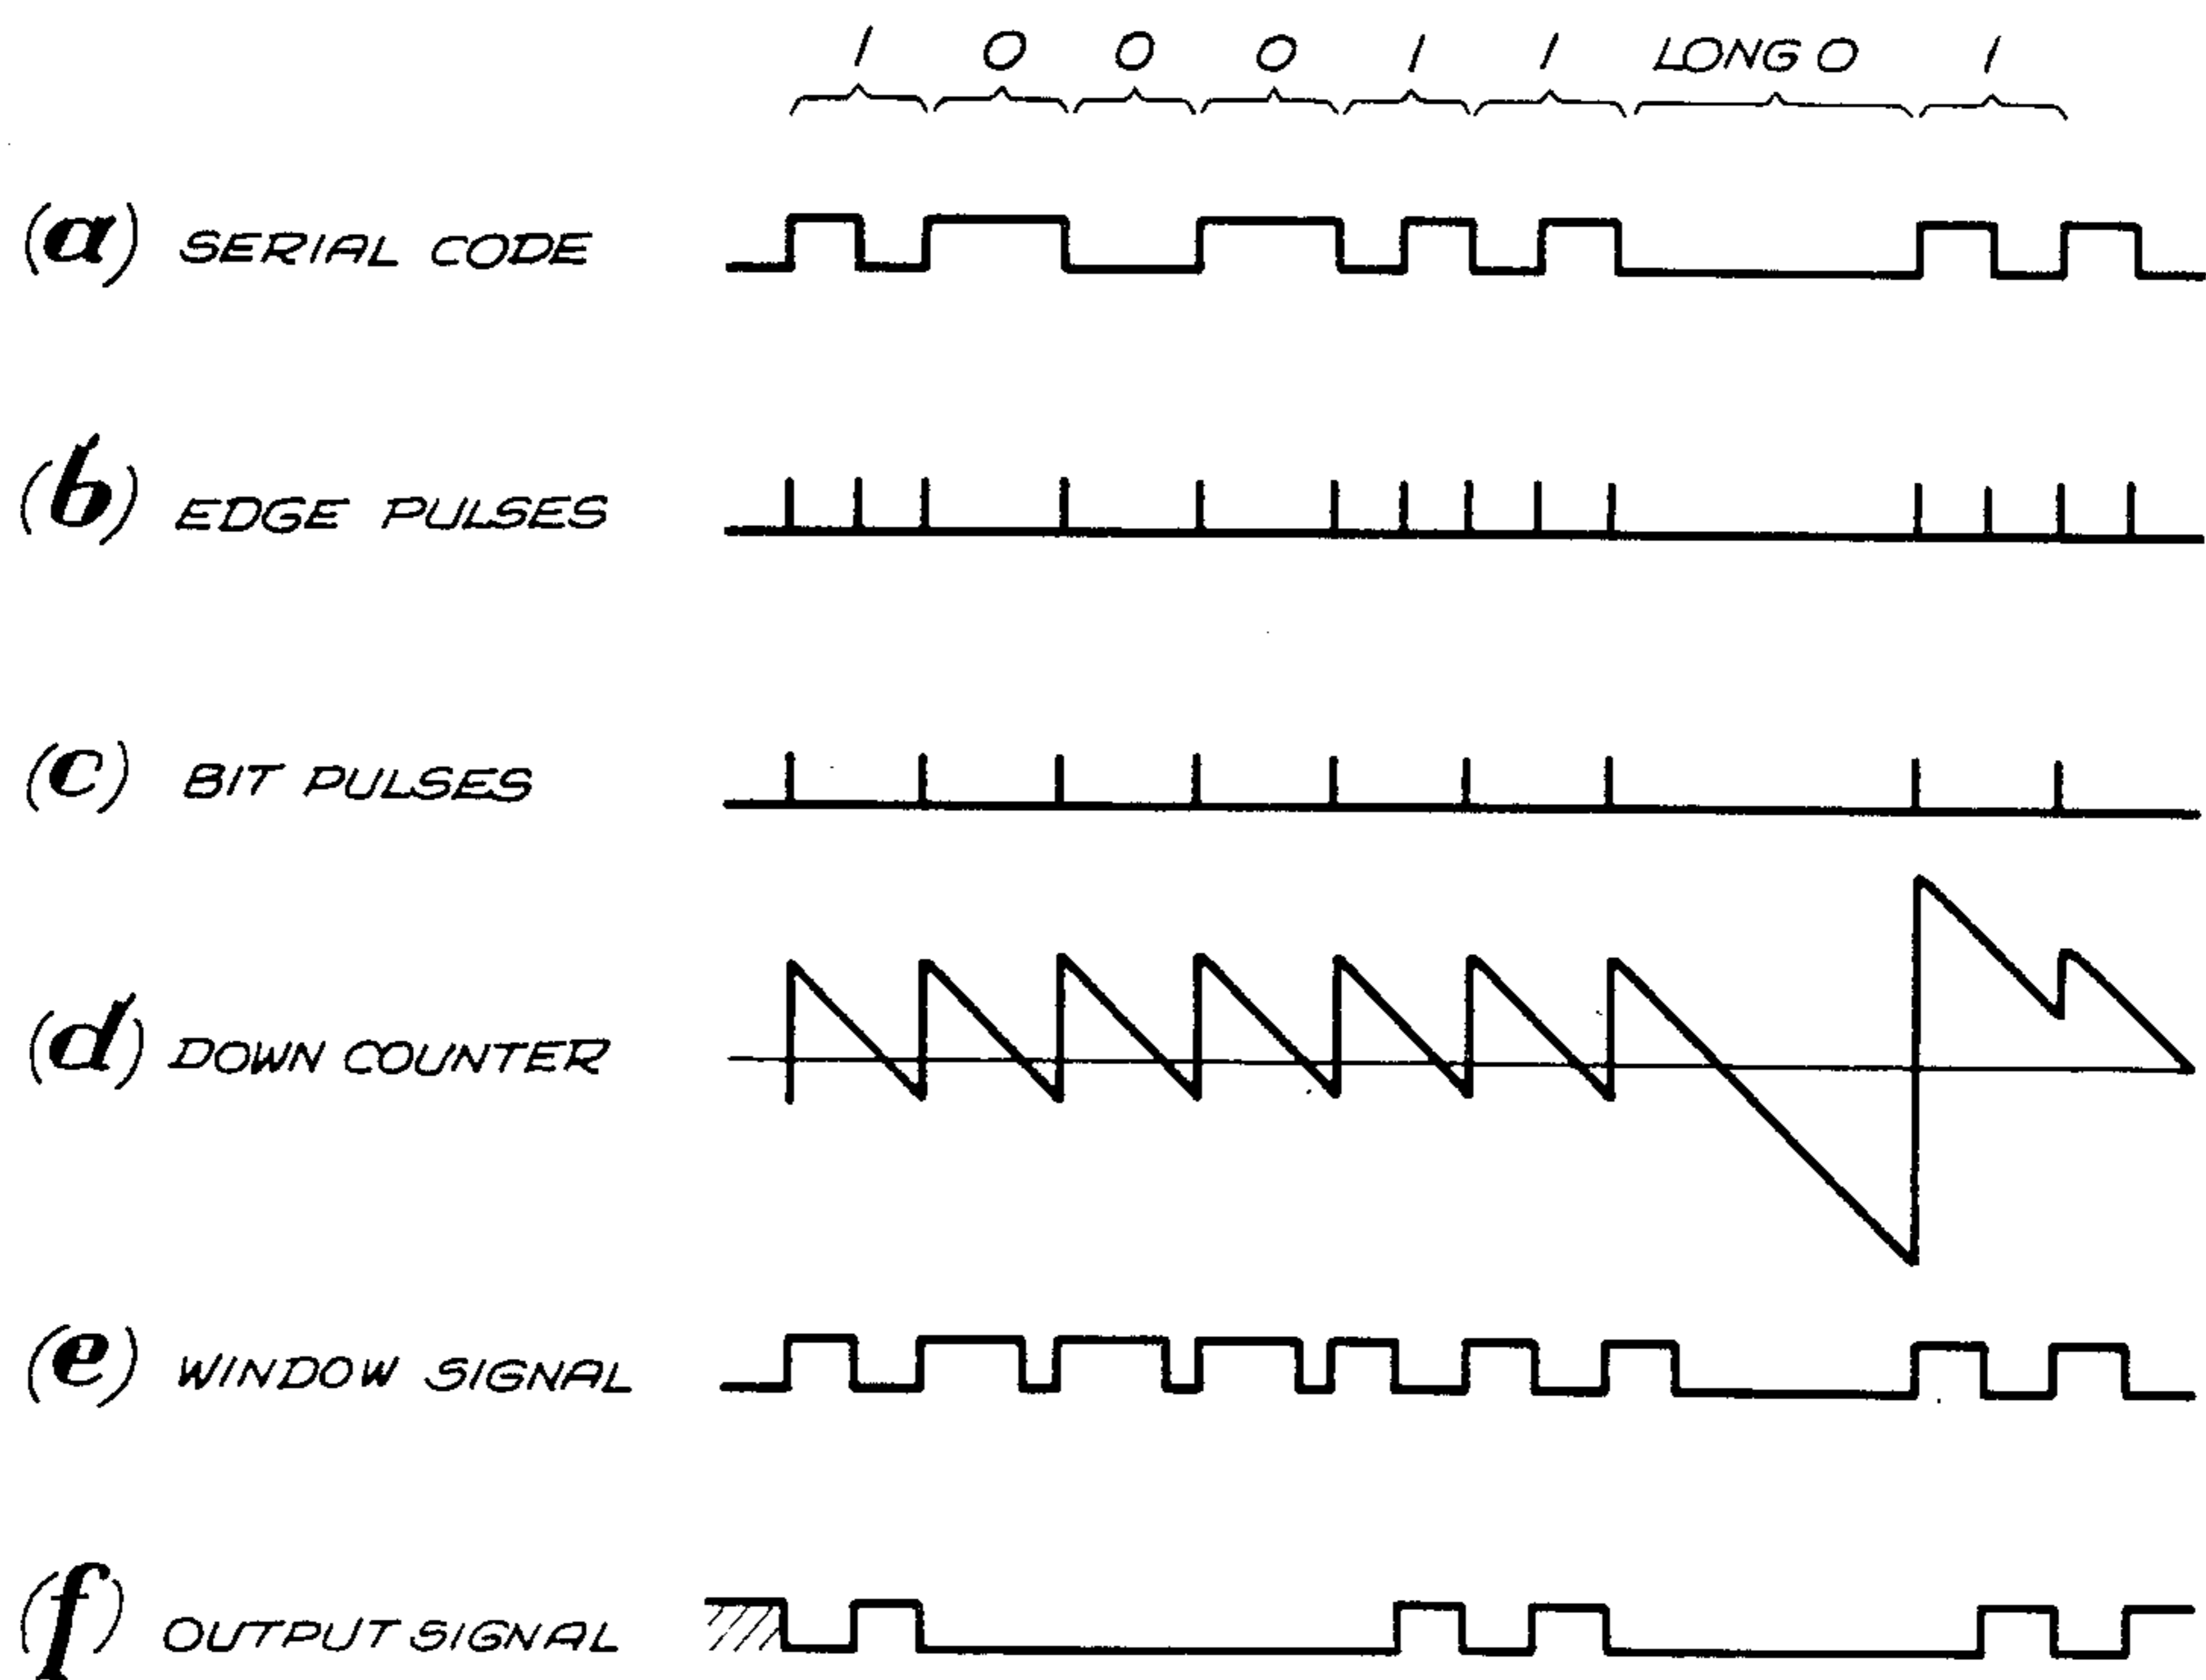 1 0 0 0 1 1 LONG 0 1
(a) SERIAL CODE
(b) EDGE PULSES
(c) BIT PULSES
(d) DOWN COUNTER
(e) WINDOW SIGNAL
(f) OUTPUT SIGNAL